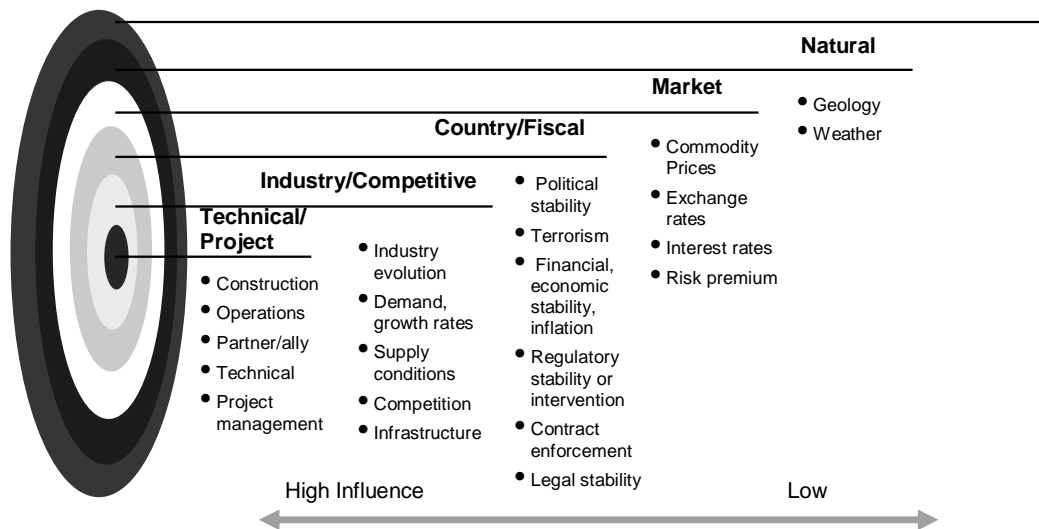 Natural
• Geology
• Weather
Market
• Commodity
Prices
• Exchange
rates
• Interest rates
• Risk premium
Country/Fiscal
• Political
stability
• Terrorism
• Financial,
economic
stability,
inflation
• Regulatory
stability or
intervention
• Contract
enforcement
• Legal stability
Industry/Competitive
• Industry
evolution
• Demand,
growth rates
• Supply
conditions
• Competition
• Infrastructure
Technical/
Project
• Construction
• Operations
• Partner/ally
• Technical
• Project
management
High Influence
Low